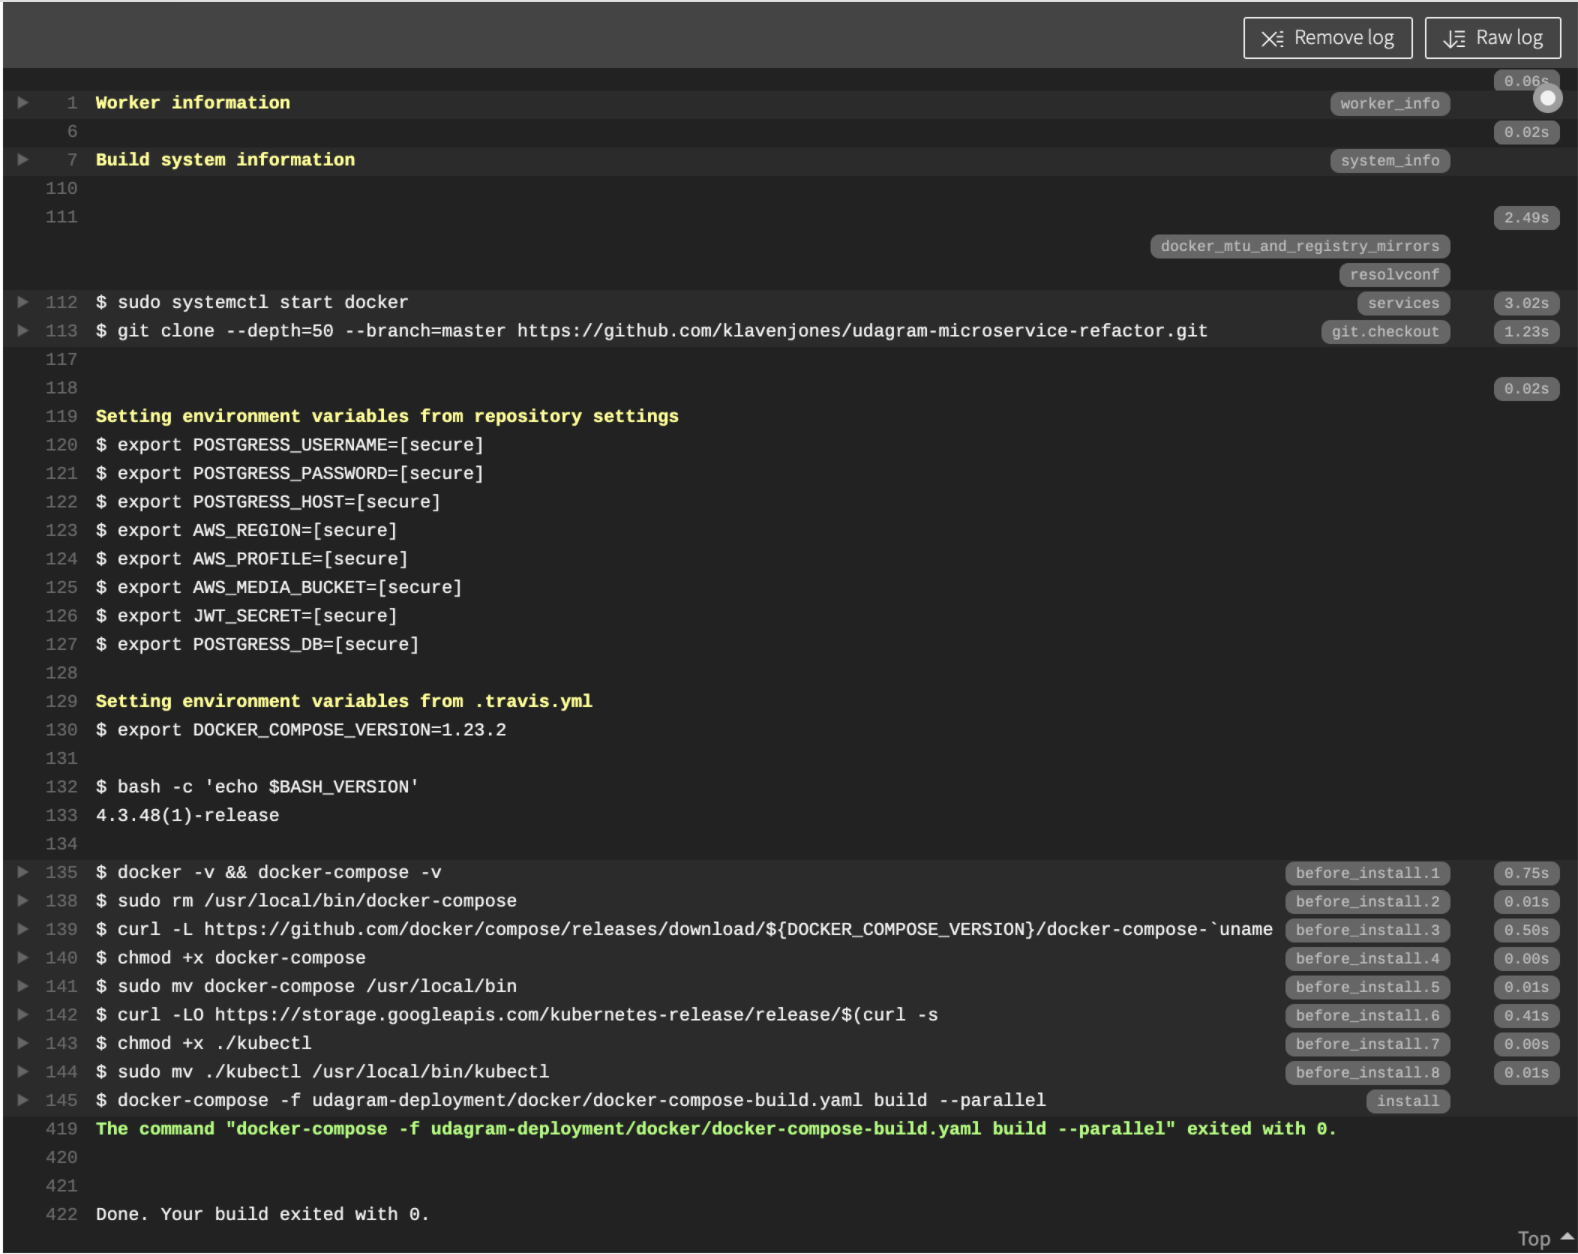 Remove log Raw log
0.06s
1 Worker information worker_info
6 0.02s
7 Build system information system_info
110
111 2.49s
docker_mtu_and_registry_mirrors
resolvconf
112 $ sudo systemctl start docker services 3.02s
113 $ git clone --depth=50 --branch=master https://github.com/klavenjones/udagram-microservice-refactor.git git.checkout 1.23s
117
118 0.02s
119 Setting environment variables from repository settings
120 $ export POSTGRESS_USERNAME=[secure]
121 $ export POSTGRESS_PASSWORD=[secure]
122 $ export POSTGRESS_HOST=[secure]
123 $ export AWS_REGION=[secure]
124 $ export AWS_PROFILE=[secure]
125 $ export AWS_MEDIA_BUCKET=[secure]
126 $ export JWT_SECRET=[secure]
127 $ export POSTGRESS_DB=[secure]
128
129 Setting environment variables from .travis.yml
130 $ export DOCKER_COMPOSE_VERSION=1.23.2
131
132 $ bash -c 'echo $BASH_VERSION'
133 4.3.48(1)-release
134
135 $ docker -v && docker-compose -v before_install.1 0.75s
138 $ sudo rm /usr/local/bin/docker-compose before_install.2 0.01s
139 $ curl -L https://github.com/docker/compose/releases/download/${DOCKER_COMPOSE_VERSION}/docker-compose-`uname before_install.3 0.50s
140 $ chmod +x docker-compose before_install.4 0.00s
141 $ sudo mv docker-compose /usr/local/bin before_install.5 0.01s
142 $ curl -LO https://storage.googleapis.com/kubernetes-release/release/$(curl -s before_install.6 0.41s
143 $ chmod +x ./kubectl before_install.7 0.00s
144 $ sudo mv ./kubectl /usr/local/bin/kubectl before_install.8 0.01s
145 $ docker-compose -f udagram-deployment/docker/docker-compose-build.yaml build --parallel install
419 The command "docker-compose -f udagram-deployment/docker/docker-compose-build.yaml build --parallel" exited with 0.
420
421
422 Done. Your build exited with 0.
Top